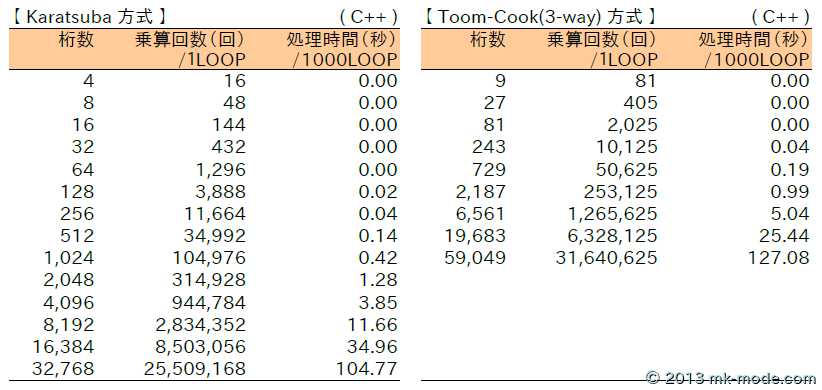 【 Karatsuba 方式 】 ( C++ )
桁数 乗算回数(回) 処理時間(秒)
/1LOOP /1000LOOP
4 16 0.00
8 48 0.00
16 144 0.00
32 432 0.00
64 1,296 0.00
128 3,888 0.02
256 11,664 0.04
512 34,992 0.14
1,024 104,976 0.42
2,048 314,928 1.28
4,096 944,784 3.85
8,192 2,834,352 11.66
16,384 8,503,056 34.96
32,768 25,509,168 104.77
【 Toom-Cook(3-way) 方式 】 ( C++ )
桁数 乗算回数(回) 処理時間(秒)
/1LOOP /1000LOOP
9 81 0.00
27 405 0.00
81 2,025 0.00
243 10,125 0.04
729 50,625 0.19
2,187 253,125 0.99
6,561 1,265,625 5.04
19,683 6,328,125 25.44
59,049 31,640,625 127.08
© 2013 mk-mode.com